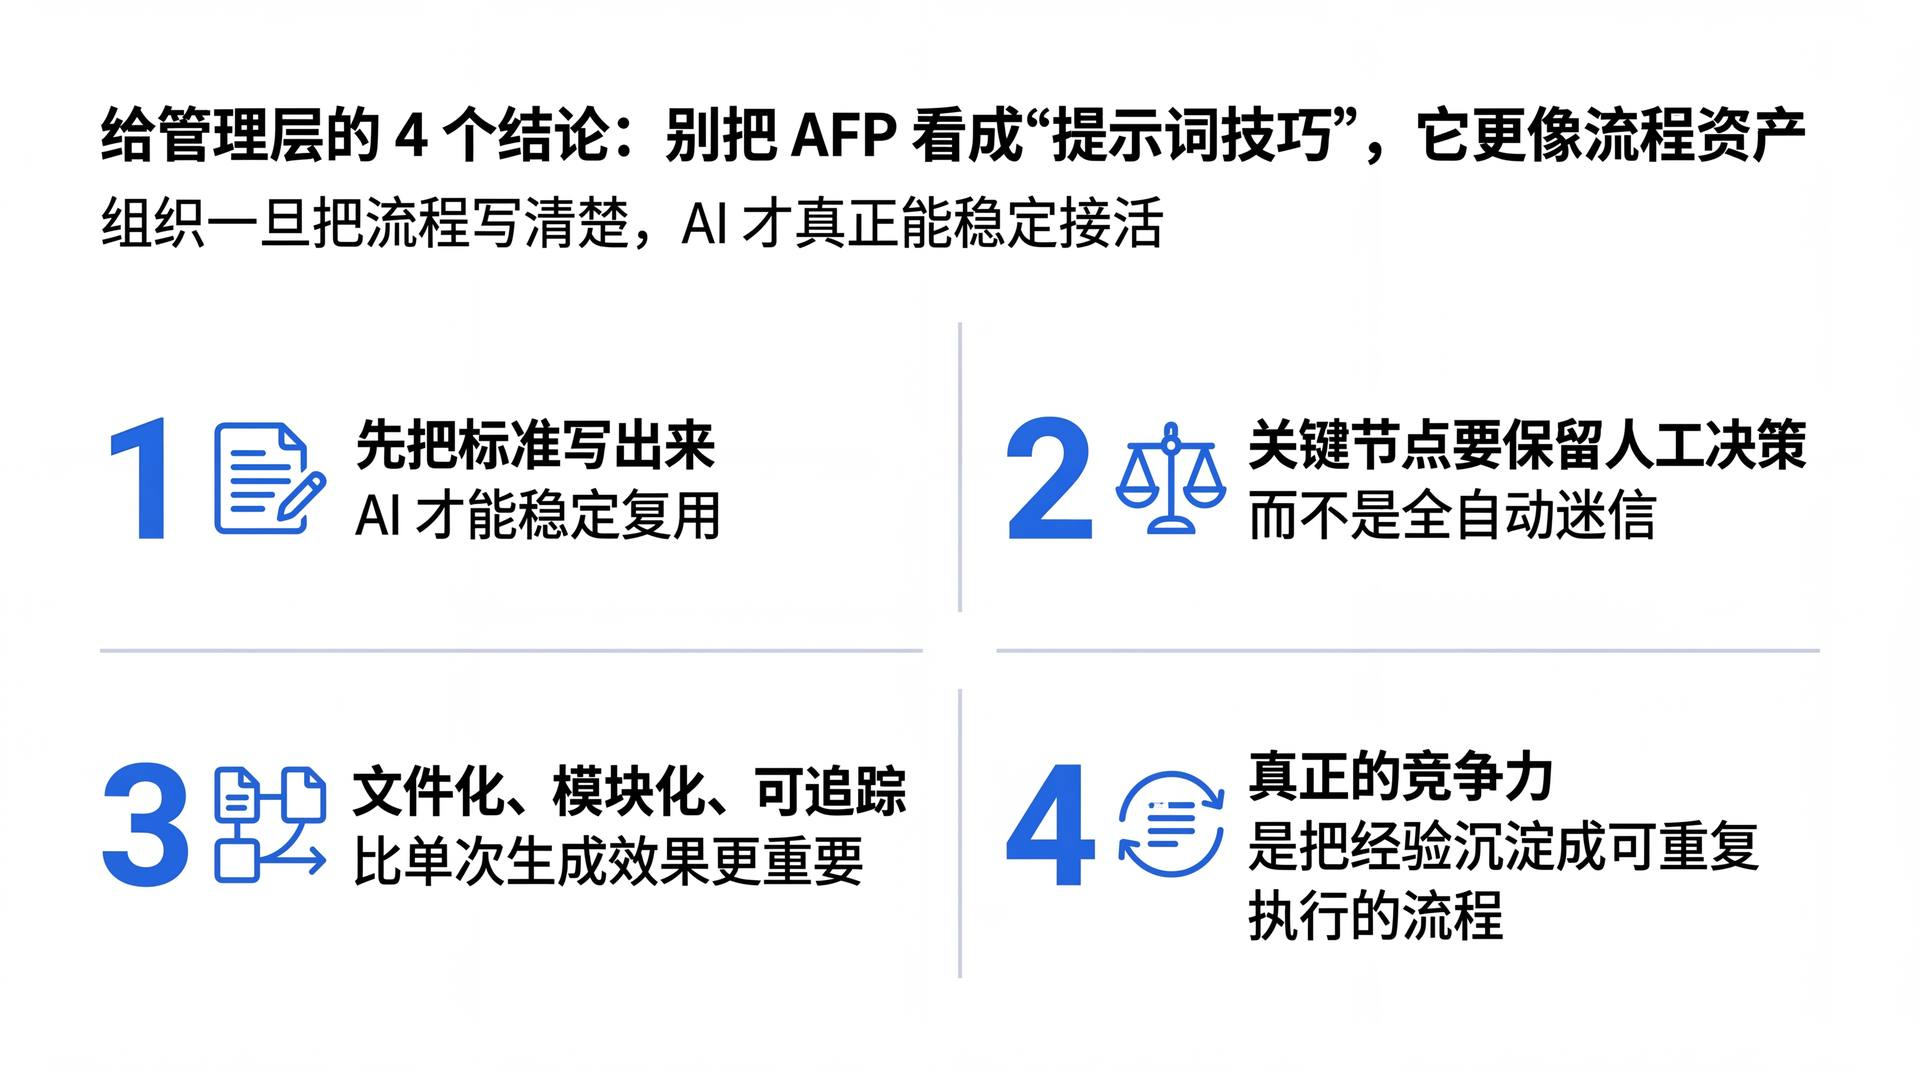 给管理层的 4 个结论：别把 AFP 看成“提示词技巧”，它更像流程资产
组织一旦把流程写清楚，AI 才真正能稳定接活
1
先把标准写出来
AI 才能稳定复用
2
关键节点要保留人工决策
而不是全自动迷信
3
文件化、模块化、可追踪
比单次生成效果更重要
4
真正的竞争力
是把经验沉淀成可重复
执行的流程